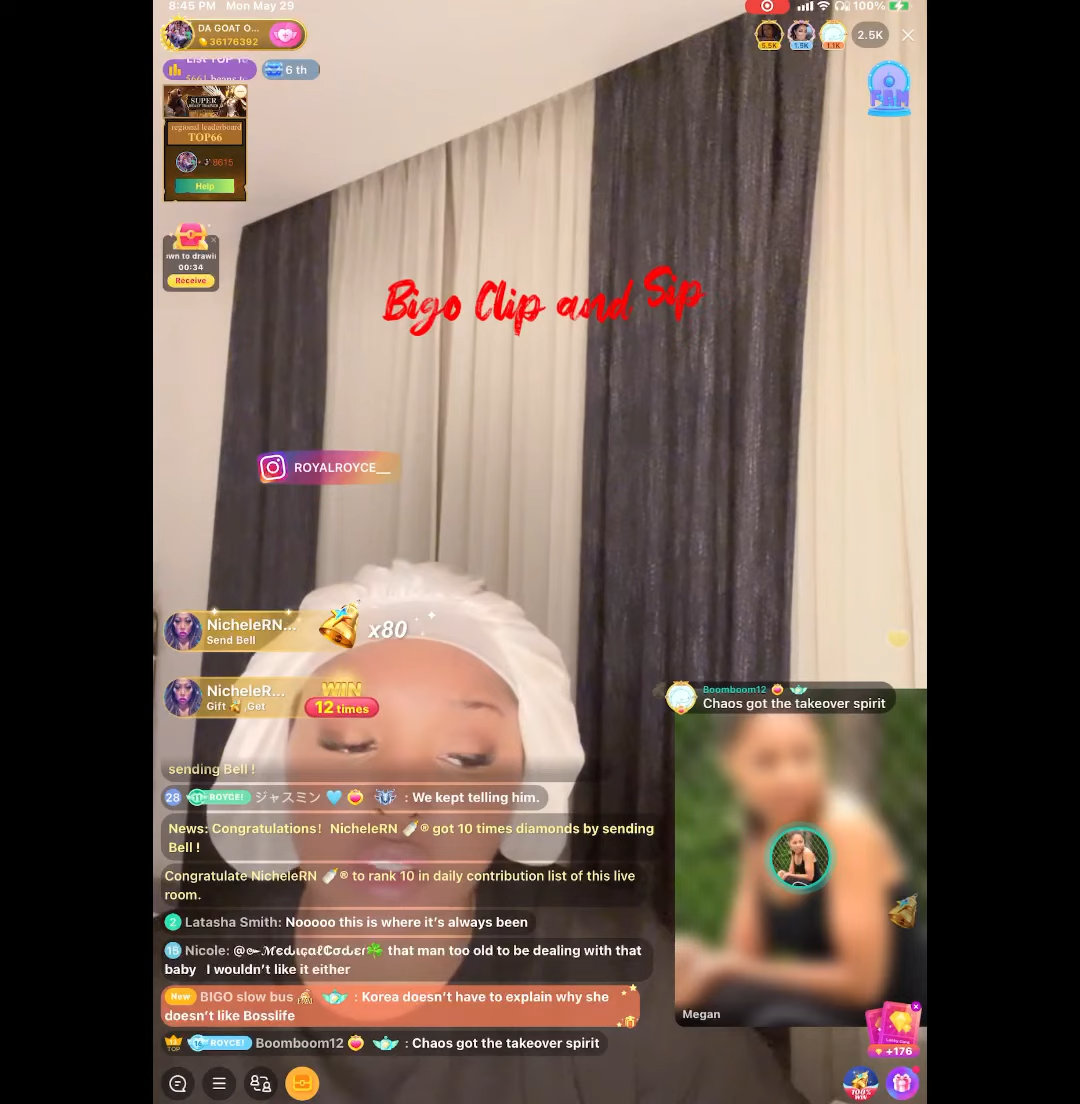 8:45 PM Mon May 29
100%
DA GOAT O...
36176392
5.5K
1.5K
1.1K
2.5K
6 th
FAM
SUPER
regional leaderboard
TOP66
8615
Help
00:34
Receive
Bigo Clip and Sip
ROYALROYCE__
NicheleRN...
Send Bell
x80
NicheleR...
Gift ,Get
WIN
12 times
Boomboom12
Chaos got the takeover spirit
sending Bell !
28 ROYCE! ジャスミン 🩵 : We kept telling him.
News: Congratulations! NicheleRN 🍼® got 10 times diamonds by sending
Bell !
Congratulate NicheleRN 🍼® to rank 10 in daily contribution list of this live
room.
2 Latasha Smith: Nooooo this is where it’s always been
15 Nicole: @๛ℳℯ𝒹𝒾𝒸𝒶ℓℂ𝑜𝒹ℯ𝓇☘ that man too old to be dealing with that
baby I wouldn’t like it either
New BIGO slow bus : Korea doesn’t have to explain why she
doesn’t like Bosslife
TOP ROYCE! Boomboom12 : Chaos got the takeover spirit
Megan
+176
100%
WIN